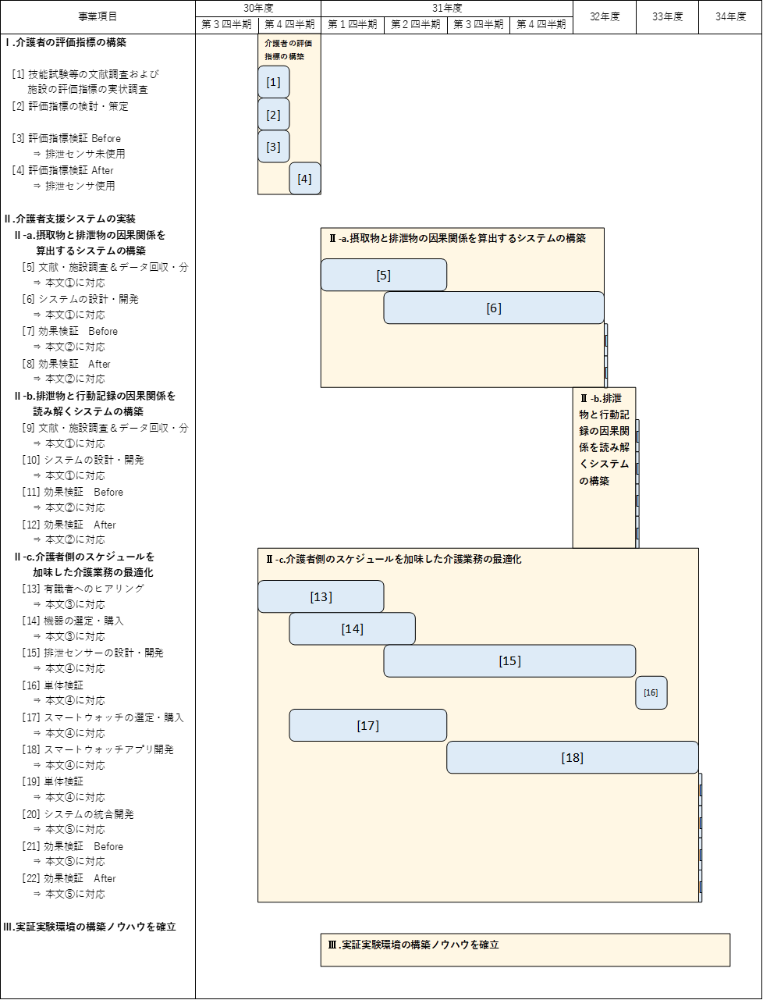 事業項目
30年度
31年度
32年度
33年度
34年度
第３四半期
第４四半期
第１四半期
第２四半期
第３四半期
第４四半期
Ⅰ.介護者の評価指標の構築
[1] 技能試験等の文献調査および
施設の評価指標の実状調査
[2] 評価指標の検討・策定
[3] 評価指標検証 Before
⇒ 排泄センサ未使用
[4] 評価指標検証 After
⇒ 排泄センサ使用
Ⅱ.介護者支援システムの実装
Ⅱ-a.摂取物と排泄物の因果関係を
算出するシステムの構築
[5] 文献・施設調査＆データ回収・分
⇒ 本文①に対応
[6] システムの設計・開発
⇒ 本文①に対応
[7] 効果検証　Before
⇒ 本文②に対応
[8] 効果検証　After
⇒ 本文②に対応
Ⅱ-b.排泄物と行動記録の因果関係を
読み解くシステムの構築
[9] 文献・施設調査＆データ回収・分
⇒ 本文①に対応
[10] システムの設計・開発
⇒ 本文①に対応
[11] 効果検証　Before
⇒ 本文②に対応
[12] 効果検証　After
⇒ 本文②に対応
Ⅱ-c.介護者側のスケジュールを
加味した介護業務の最適化
[13] 有識者へのヒアリング
⇒ 本文③に対応
[14] 機器の選定・購入
⇒ 本文③に対応
[15] 排泄センサーの設計・開発
⇒ 本文④に対応
[16] 単体検証
⇒ 本文④に対応
[17] スマートウォッチの選定・購入
⇒ 本文④に対応
[18] スマートウォッチアプリ開発
⇒ 本文④に対応
[19] 単体検証
⇒ 本文④に対応
[20] システムの統合開発
⇒ 本文⑤に対応
[21] 効果検証　Before
⇒ 本文⑤に対応
[22] 効果検証　After
⇒ 本文⑤に対応
Ⅲ.実証実験環境の構築ノウハウを確立
介護者の評価
指標の構築
[1]
[2]
[3]
[4]
Ⅱ-a.摂取物と排泄物の因果関係を算出するシステムの構築
[5]
[6]
Ⅱ-b.排泄
物と行動記
録の因果関
係を読み解
くシステム
の構築
Ⅱ-c.介護者側のスケジュールを加味した介護業務の最適化
[13]
[14]
[15]
[16]
[17]
[18]
Ⅲ.実証実験環境の構築ノウハウを確立